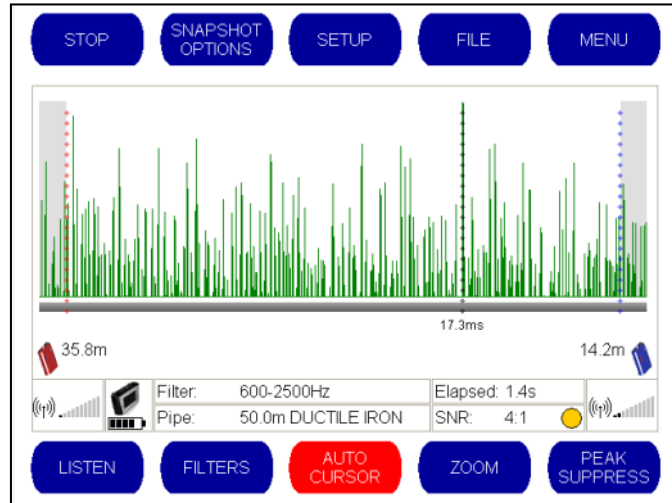 STOP
SNAPSHOT
OPTIONS
SETUP
FILE
MENU
17.3ms
35.8m
14.2m
Filter: 600-2500Hz
Elapsed: 1.4s
Pipe: 50.0m DUCTILE IRON
SNR: 4:1
LISTEN
FILTERS
AUTO
CURSOR
ZOOM
PEAK
SUPPRESS